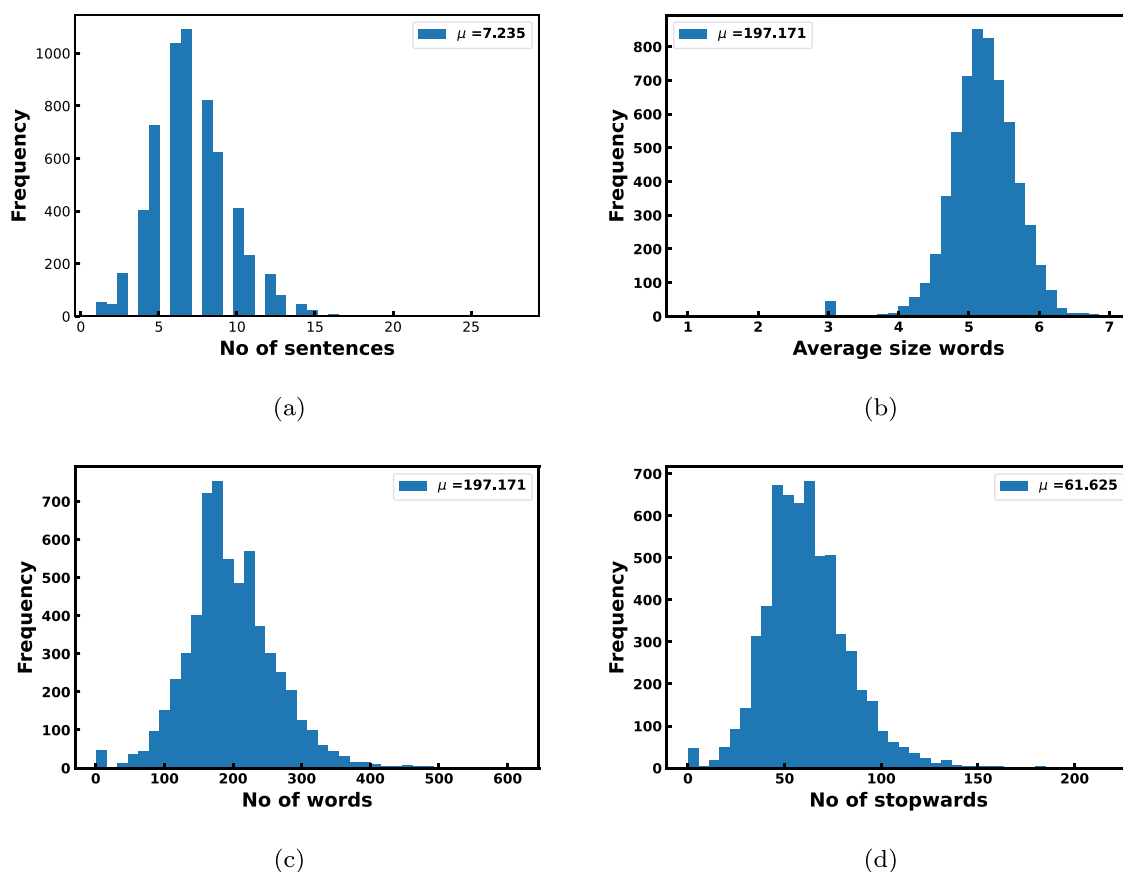 μ =7.235
1000
800
600
400
200
0
Frequency
0 5 10 15 20 25
No of sentences
(a)
μ =197.171
800
700
600
500
400
300
200
100
0
Frequency
1 2 3 4 5 6 7
Average size words
(b)
μ =197.171
700
600
500
400
300
200
100
0
Frequency
0 100 200 300 400 500 600
No of words
(c)
μ =61.625
700
600
500
400
300
200
100
0
Frequency
0 50 100 150 200
No of stopwards
(d)